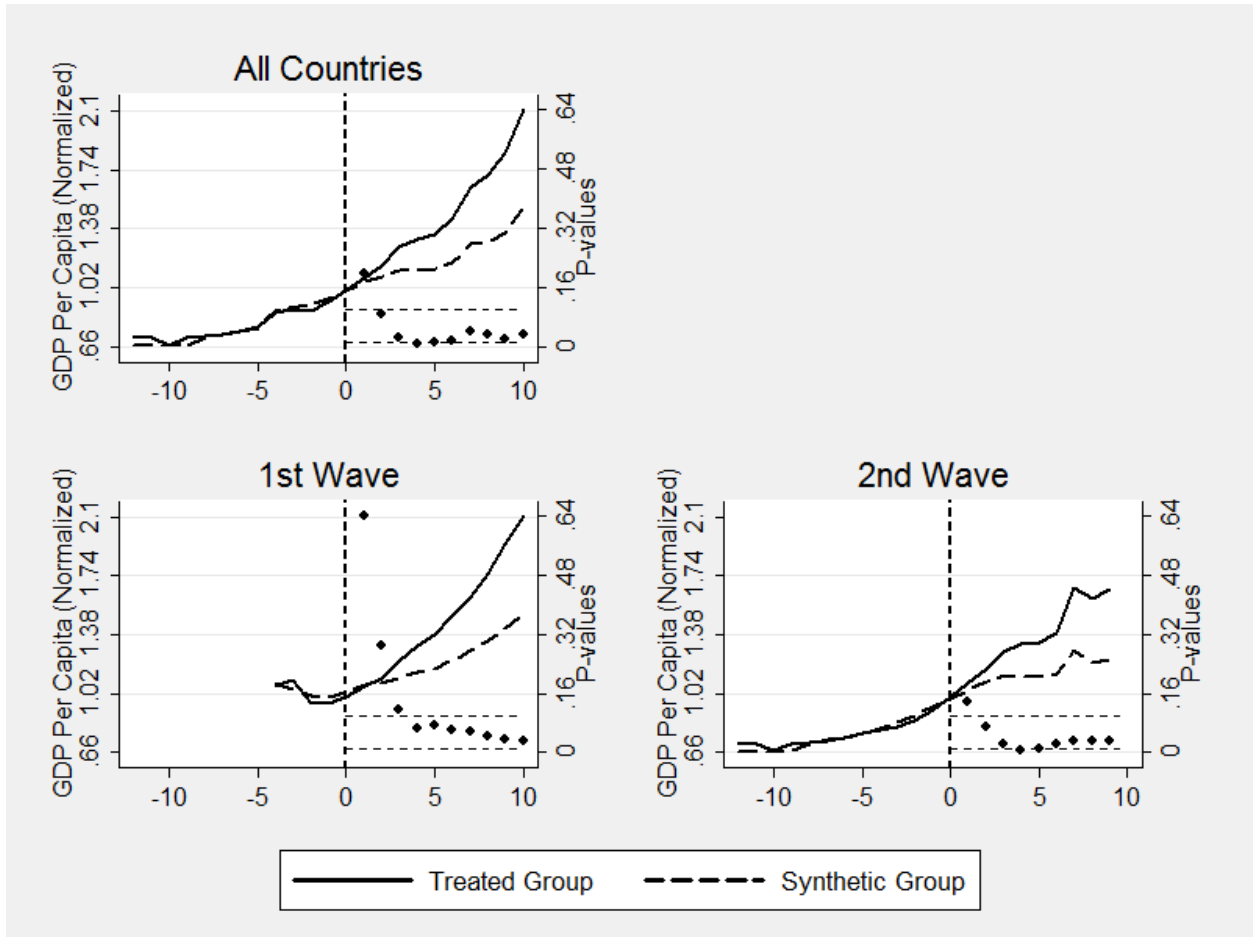 All Countries
GDP Per Capita (Normalized)
.66 1.02 1.38 1.74 2.1
0 .16 .32 .48 .64
P-values
-10 -5 0 5 10
1st Wave
GDP Per Capita (Normalized)
.66 1.02 1.38 1.74 2.1
0 .16 .32 .48 .64
P-values
-10 -5 0 5 10
2nd Wave
GDP Per Capita (Normalized)
.66 1.02 1.38 1.74 2.1
0 .16 .32 .48 .64
P-values
-10 -5 0 5 10
Treated Group Synthetic Group